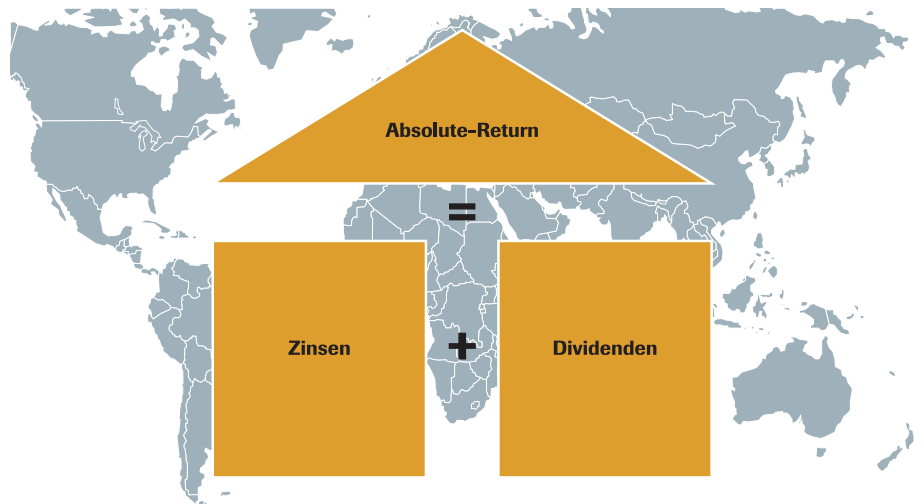 Absolute-Return
=
Zinsen + Dividenden